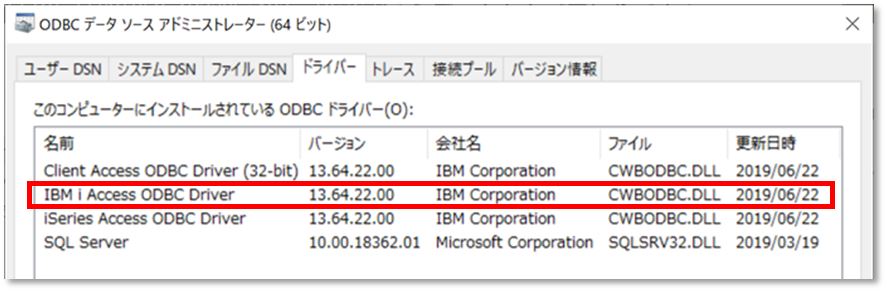 ODBC データ ソース アドミニストレーター (64 ビット)
ユーザー DSN システム DSN ファイル DSN ドライバー トレース 接続プール バージョン情報
このコンピューターにインストールされている ODBC ドライバー(O):
名前 バージョン 会社名 ファイル 更新日時
Client Access ODBC Driver (32-bit) 13.64.22.00 IBM Corporation CWBODBC.DLL 2019/06/22
IBM i Access ODBC Driver 13.64.22.00 IBM Corporation CWBODBC.DLL 2019/06/22
iSeries Access ODBC Driver 13.64.22.00 IBM Corporation CWBODBC.DLL 2019/06/22
SQL Server 10.00.18362.01 Microsoft Corporation SQLSRV32.DLL 2019/03/19